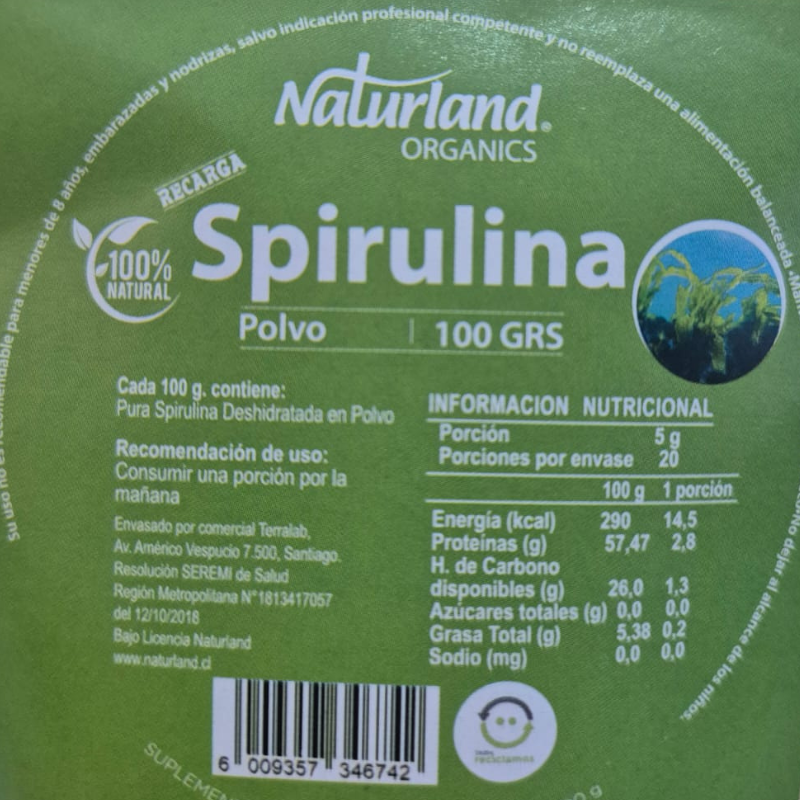 Su uso no es recomendable para menores de 8 años, embarazadas y nodrizas, salvo indicación profesional competente y no reemplaza una alimentación balanceada
dejar al alcance de los niños.
Naturland®
ORGANICS
RECARGA
100%
NATURAL
Spirulina
Polvo | 100 GRS
Cada 100 g. contiene:
Pura Spirulina Deshidratada en Polvo
Recomendación de uso:
Consumir una porción por la
mañana
Envasado por comercial Terralab,
Av. Américo Vespucio 7.500, Santiago.
Resolución SEREMI de Salud
Región Metropolitana N°1813417057
del 12/10/2018
Bajo Licencia Naturland
www.naturland.cl
INFORMACION NUTRICIONAL
Porción 5 g
Porciones por envase 20
100 g 1 porción
Energía (kcal) 290 14,5
Proteínas (g) 57,47 2,8
H. de Carbono
disponibles (g) 26,0 1,3
Azúcares totales (g) 0,0 0,0
Grasa Total (g) 5,38 0,2
Sodio (mg) 0,0 0,0
6 009357 346742
reciclamos